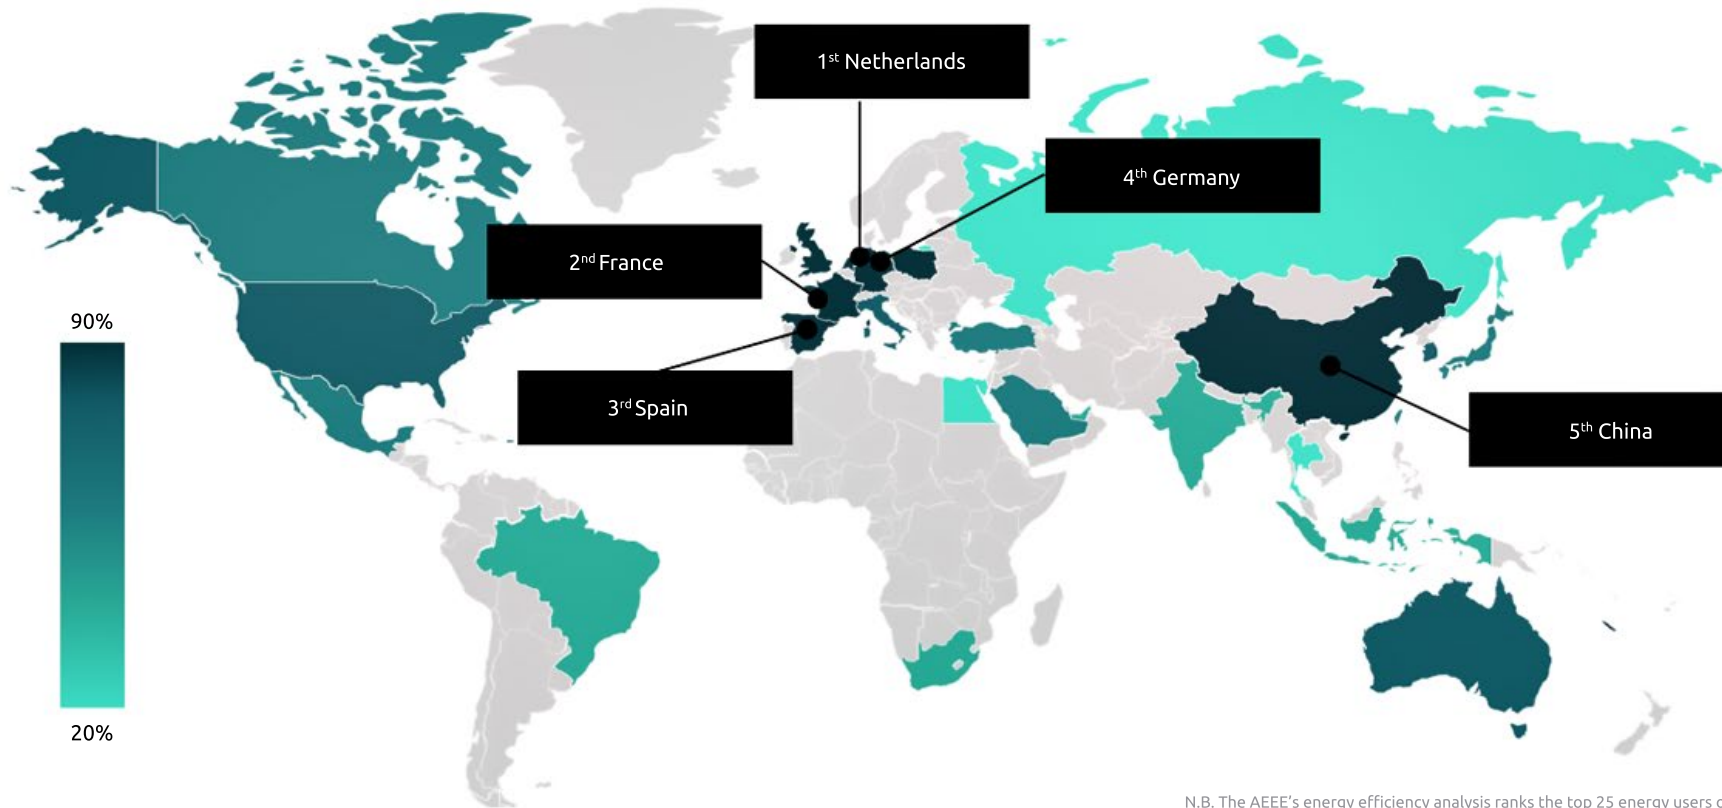 1st Netherlands
4th Germany
2nd France
90%
3rd Spain
5th China
20%
N.B. The AEEE's energy efficiency analysis ranks the top 25 energy users